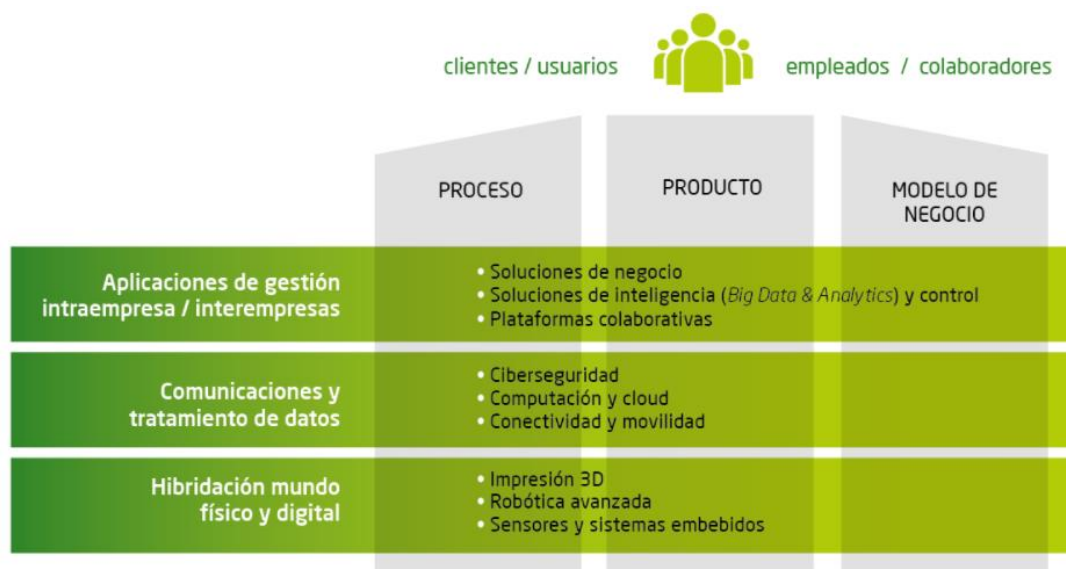 clientes / usuarios
empleados / colaboradores
PROCESO
PRODUCTO
MODELO DE
NEGOCIO
Aplicaciones de gestión
intraempresa / interempresas
• Soluciones de negocio
• Soluciones de inteligencia (Big Data & Analytics) y control
• Plataformas colaborativas
Comunicaciones y
tratamiento de datos
• Ciberseguridad
• Computación y cloud
• Conectividad y movilidad
Hibridación mundo
físico y digital
• Impresión 3D
• Robótica avanzada
• Sensores y sistemas embebidos